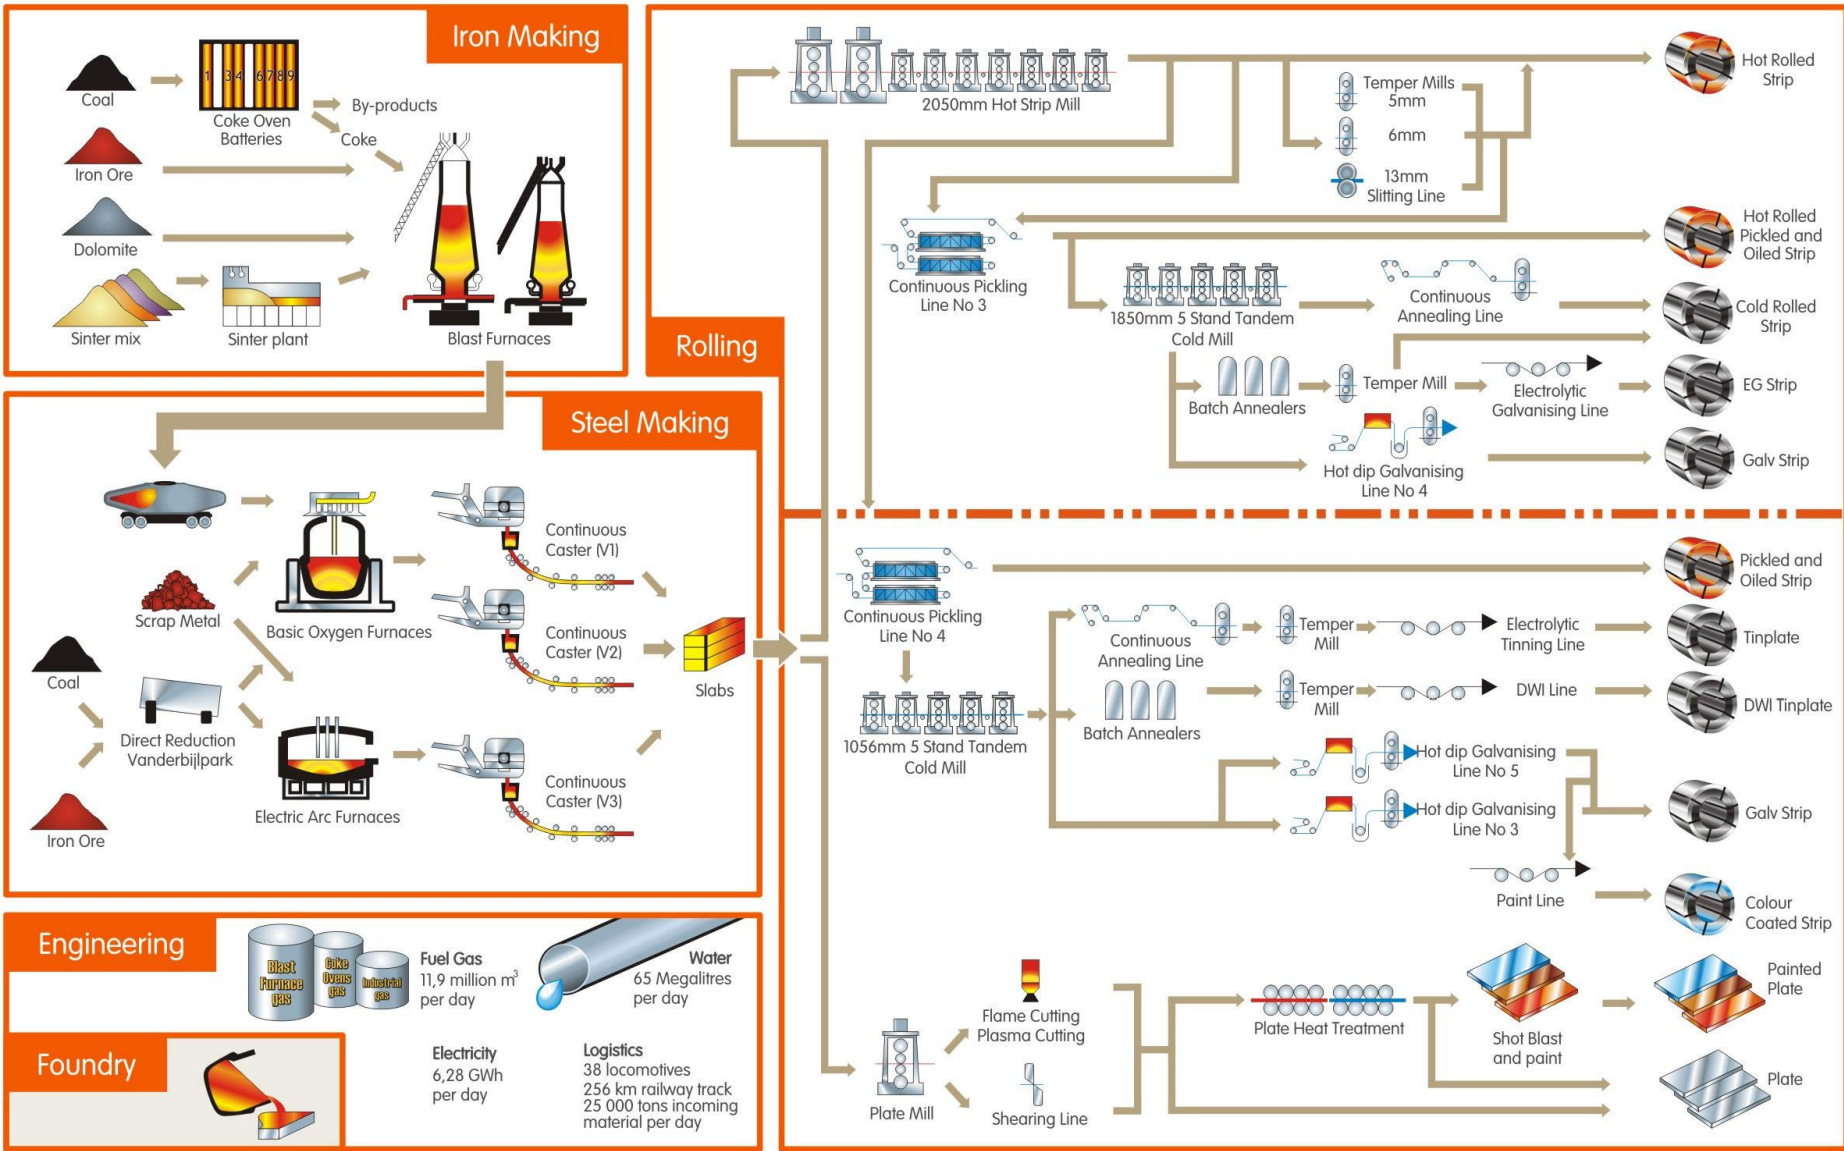 Iron Making
Coal
1 3 4 6 7 8 9
Coke Oven
Batteries
By-products
Coke
Iron Ore
Dolomite
Sinter mix
Sinter plant
Blast Furnaces
Steel Making
Scrap Metal
Basic Oxygen Furnaces
Coal
Direct Reduction
Vanderbijlpark
Iron Ore
Electric Arc Furnaces
Continuous
Caster (V1)
Continuous
Caster (V2)
Continuous
Caster (V3)
Slabs
Engineering
Blast
Furnace
gas
Coke
Ovens
gas
Industrial
gas
Fuel Gas
11,9 million m³
per day
Water
65 Megalitres
per day
Electricity
6,28 GWh
per day
Logistics
38 locomotives
256 km railway track
25 000 tons incoming
material per day
Foundry
Rolling
2050mm Hot Strip Mill
Temper Mills
5mm
6mm
13mm
Slitting Line
Hot Rolled
Strip
Continuous Pickling
Line No 3
Hot Rolled
Pickled and
Oiled Strip
1850mm 5 Stand Tandem
Cold Mill
Continuous
Annealing Line
Cold Rolled
Strip
Batch Annealers
Temper Mill
Electrolytic
Galvanising Line
EG Strip
Hot dip Galvanising
Line No 4
Galv Strip
Continuous Pickling
Line No 4
Pickled and
Oiled Strip
1056mm 5 Stand Tandem
Cold Mill
Continuous
Annealing Line
Temper
Mill
Electrolytic
Tinning Line
Tinplate
Batch Annealers
Temper
Mill
DWI Line
DWI Tinplate
Hot dip Galvanising
Line No 5
Hot dip Galvanising
Line No 3
Galv Strip
Paint Line
Colour
Coated Strip
Plate Mill
Flame Cutting
Plasma Cutting
Shearing Line
Plate Heat Treatment
Shot Blast
and paint
Painted
Plate
Plate